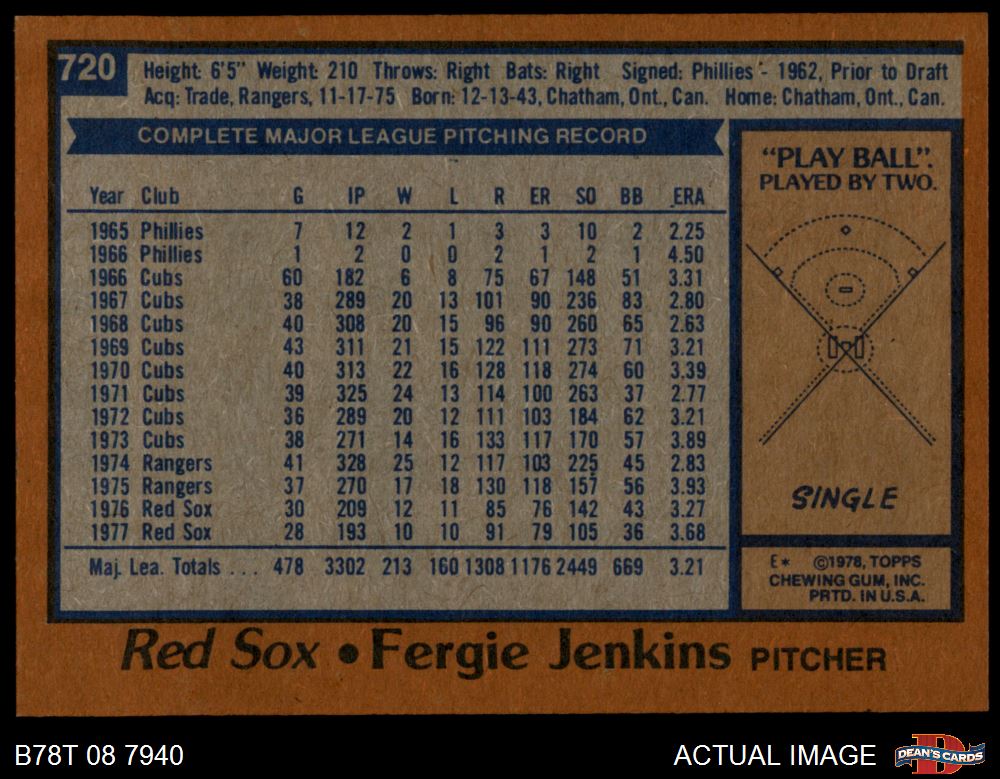 720
Height: 6'5" Weight: 210 Throws: Right Bats: Right Signed: Phillies - 1962, Prior to Draft
Acq: Trade, Rangers, 11-17-75 Born: 12-13-43, Chatham, Ont., Can. Home: Chatham, Ont., Can.
COMPLETE MAJOR LEAGUE PITCHING RECORD
Year Club G IP W L R ER SO BB ERA
1965 Phillies 7 12 2 1 3 3 10 2 2.25
1966 Phillies 1 2 0 0 2 1 2 1 4.50
1966 Cubs 60 182 6 8 75 67 148 51 3.31
1967 Cubs 38 289 20 13 101 90 236 83 2.80
1968 Cubs 40 308 20 15 96 90 260 65 2.63
1969 Cubs 43 311 21 15 122 111 273 71 3.21
1970 Cubs 40 313 22 16 128 118 274 60 3.39
1971 Cubs 39 325 24 13 114 100 263 37 2.77
1972 Cubs 36 289 20 12 111 103 184 62 3.21
1973 Cubs 38 271 14 16 133 117 170 57 3.89
1974 Rangers 41 328 25 12 117 103 225 45 2.83
1975 Rangers 37 270 17 18 130 118 157 56 3.93
1976 Red Sox 30 209 12 11 85 76 142 43 3.27
1977 Red Sox 28 193 10 10 91 79 105 36 3.68
Maj. Lea. Totals . . . 478 3302 213 160 1308 1176 2449 669 3.21
"PLAY BALL".
PLAYED BY TWO.
SINGLE
E* ©1978, TOPPS
CHEWING GUM, INC.
PRTD. IN U.S.A.
Red Sox • Fergie Jenkins PITCHER
B78T 08 7940
ACTUAL IMAGE
D
DEAN'S CARDS